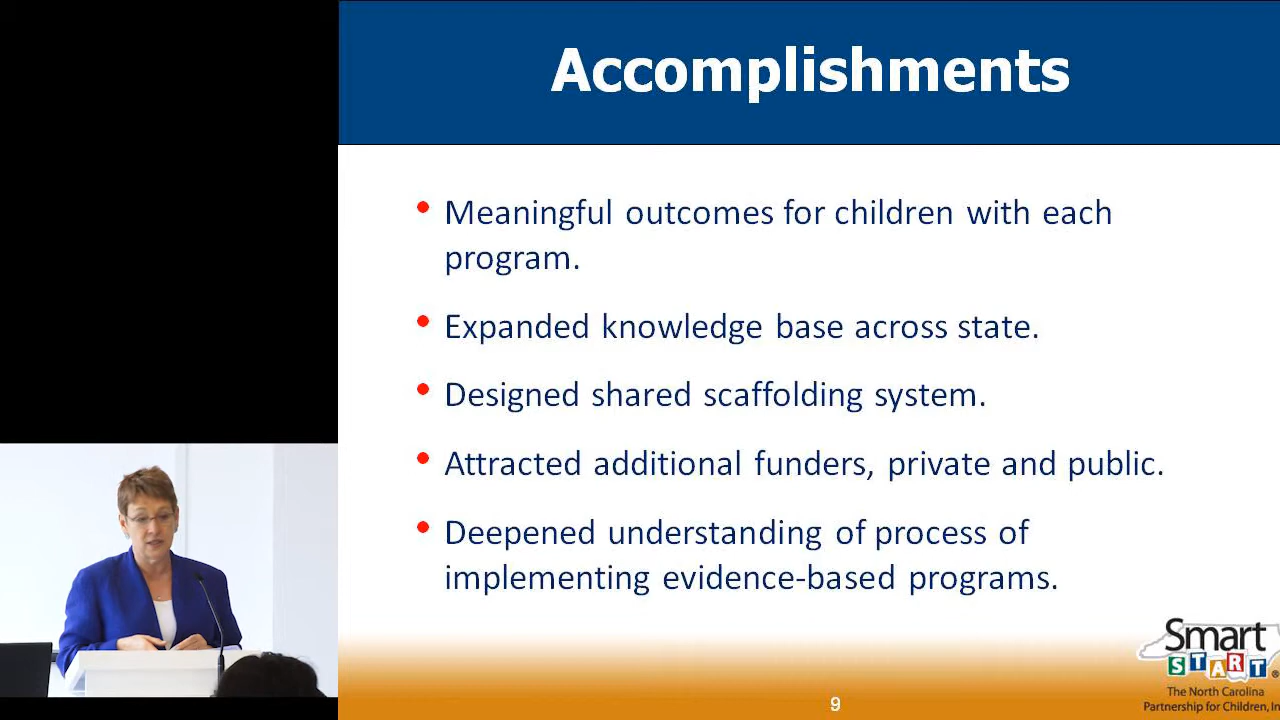 Accomplishments
• Meaningful outcomes for children with each
program.
• Expanded knowledge base across state.
• Designed shared scaffolding system.
• Attracted additional funders, private and public.
• Deepened understanding of process of
implementing evidence-based programs.
Smart
START®
The North Carolina
Partnership for Children, In
9